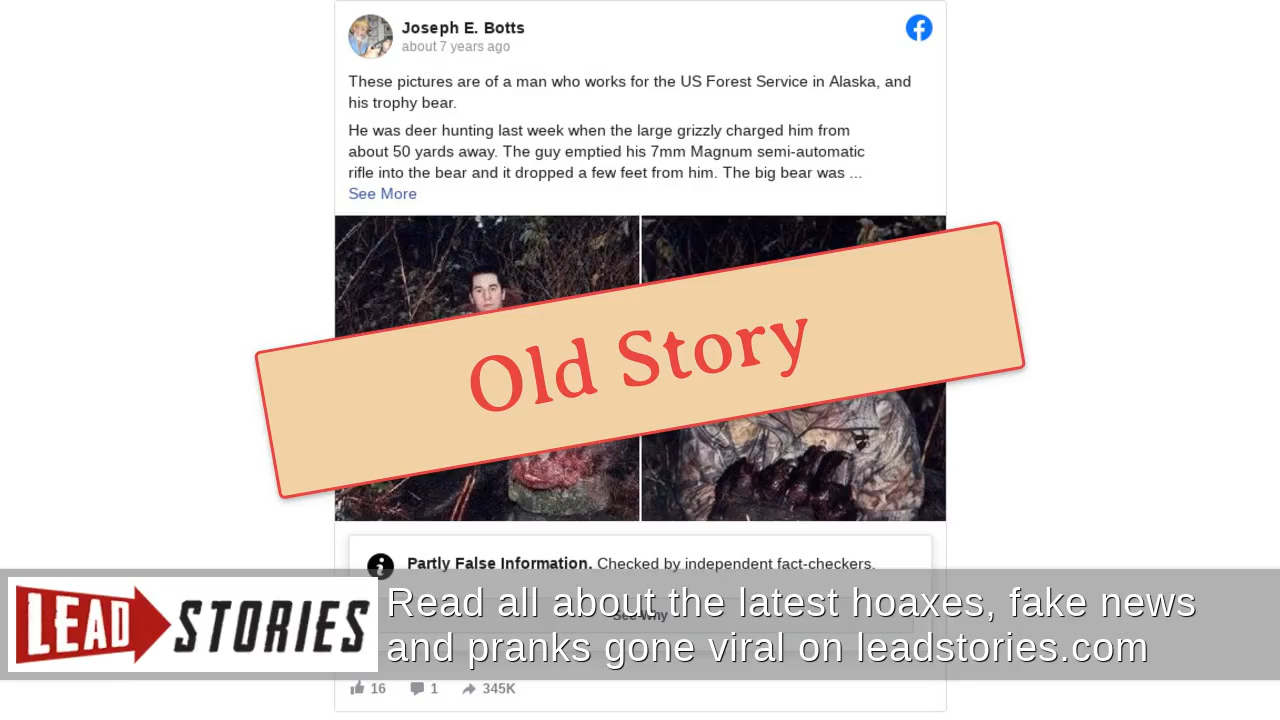 Joseph E. Botts
about 7 years ago
These pictures are of a man who works for the US Forest Service in Alaska, and
his trophy bear.
He was deer hunting last week when the large grizzly charged him from
about 50 yards away. The guy emptied his 7mm Magnum semi-automatic
rifle into the bear and it dropped a few feet from him. The big bear was ...
See More
Old Story
Partly False Information. Checked by independent fact-checkers.
See Why
LEAD STORIES
Read all about the latest hoaxes, fake news
and pranks gone viral on leadstories.com
16 1 345K